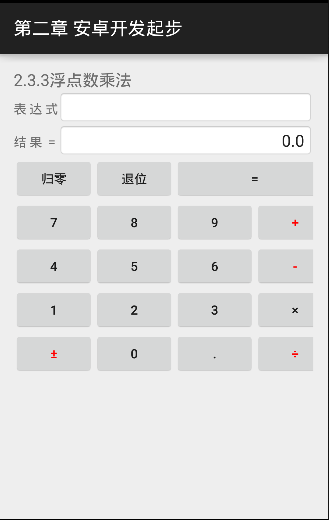 第二章 安卓开发起步
2.3.3浮点数乘法
表达式
结果 = 0.0
归零 退位 =
7 8 9 +
4 5 6 -
1 2 3 ×
± 0 . ÷